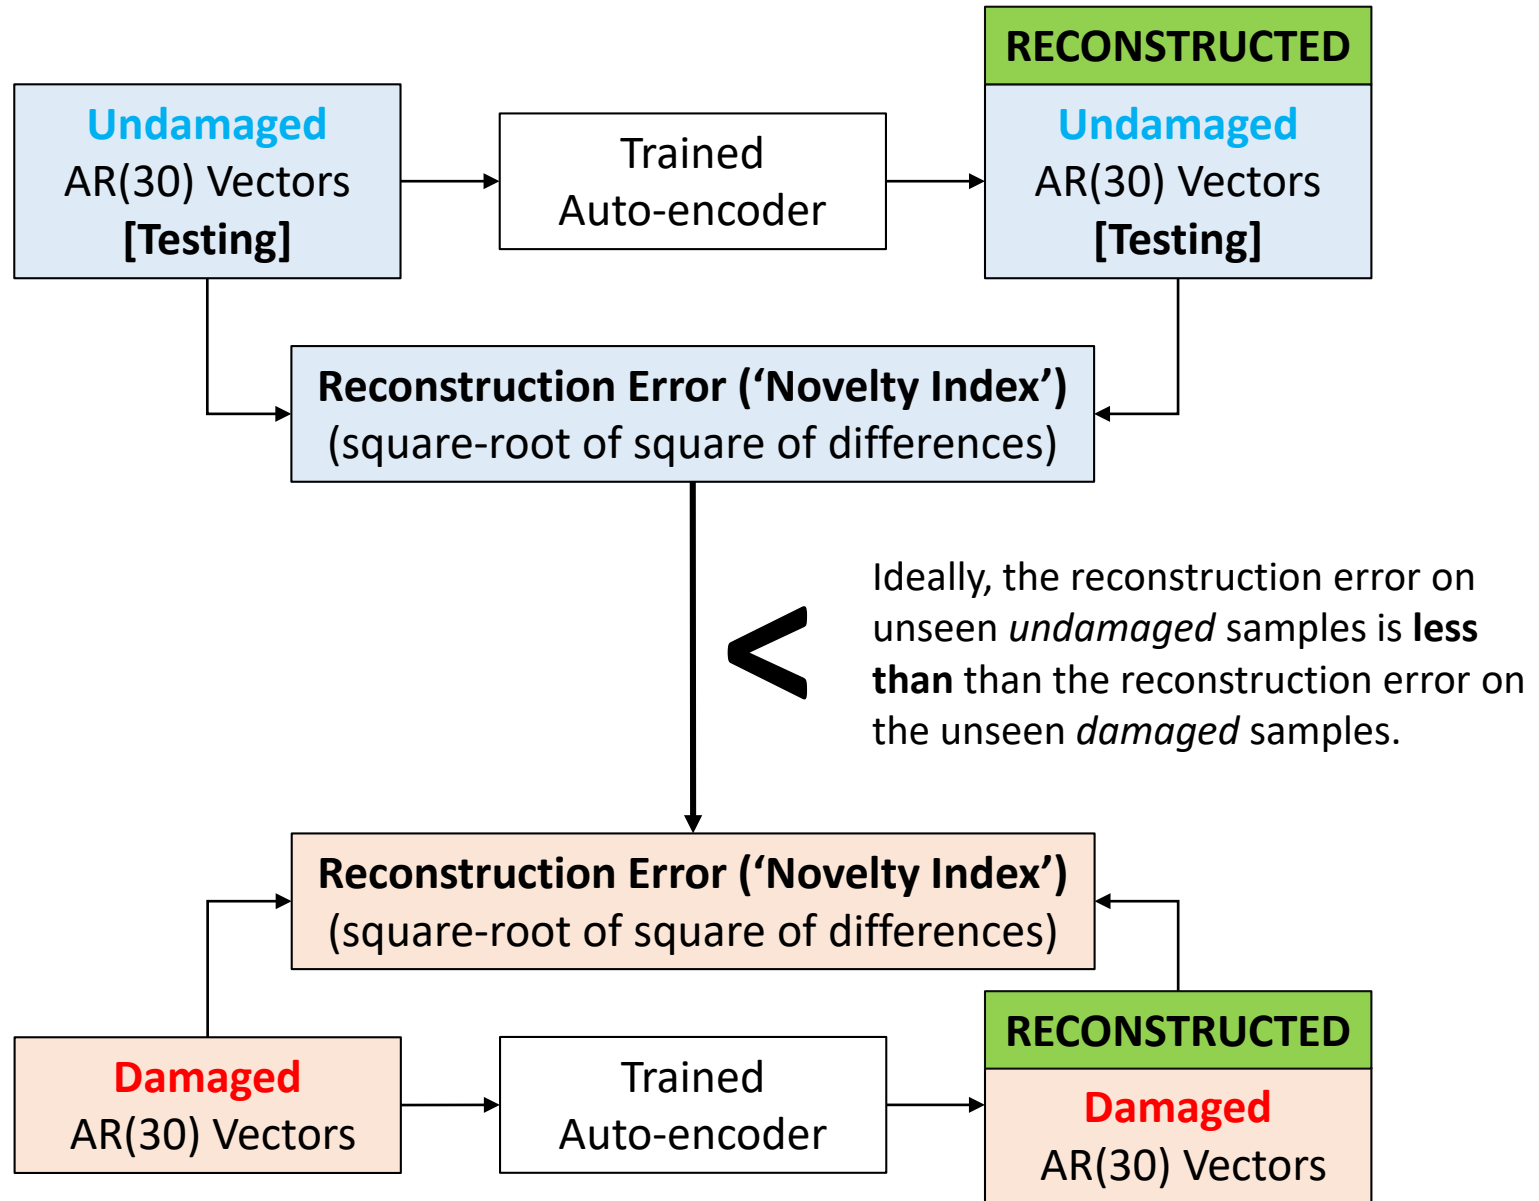 RECONSTRUCTED
Undamaged
AR(30) Vectors
[Testing]
Trained
Auto-encoder
Undamaged
AR(30) Vectors
[Testing]
Reconstruction Error (‘Novelty Index’)
(square-root of square of differences)
<
Ideally, the reconstruction error on
unseen undamaged samples is less
than than the reconstruction error on
the unseen damaged samples.
Reconstruction Error (‘Novelty Index’)
(square-root of square of differences)
Damaged
AR(30) Vectors
Trained
Auto-encoder
RECONSTRUCTED
Damaged
AR(30) Vectors